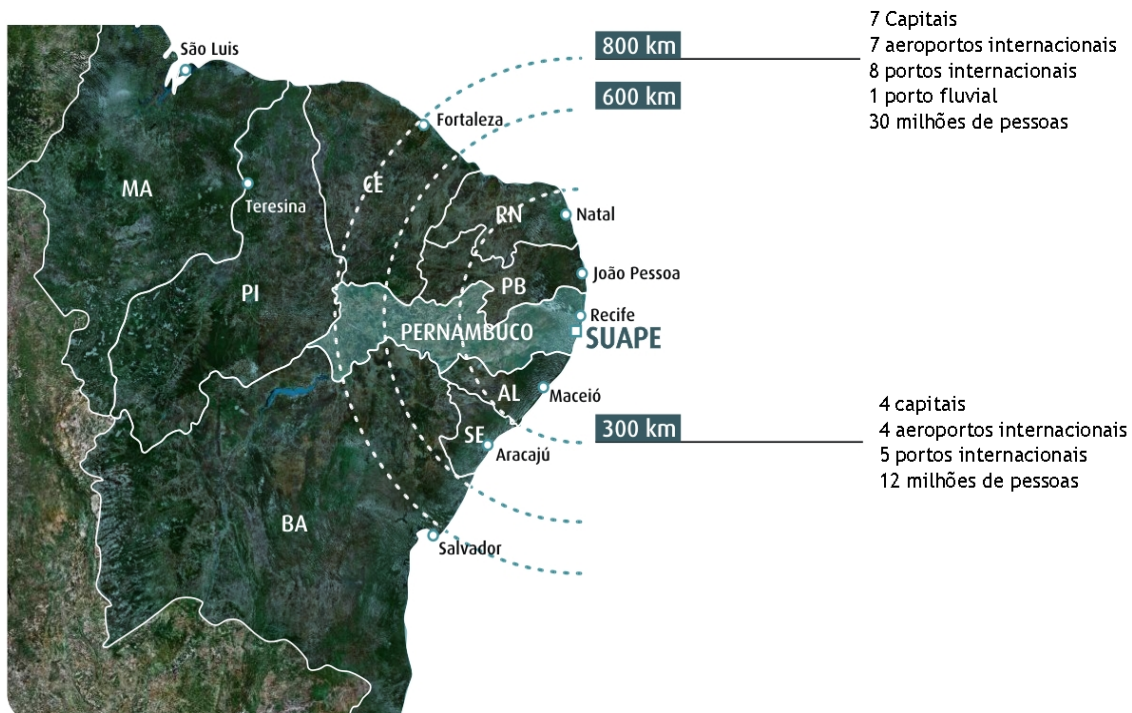 7 Capitais
800 km
7 aeroportos internacionais
8 portos internacionais
1 porto fluvial
30 milhões de pessoas
600 km
São Luis
Fortaleza
MA
CE
Teresina
RN
Natal
João Pessoa
PI
PB
Recife
PERNAMBUCO
SUAPE
AL
Maceió
300 km
4 capitais
4 aeroportos internacionais
5 portos internacionais
12 milhões de pessoas
SE
Aracajú
BA
Salvador